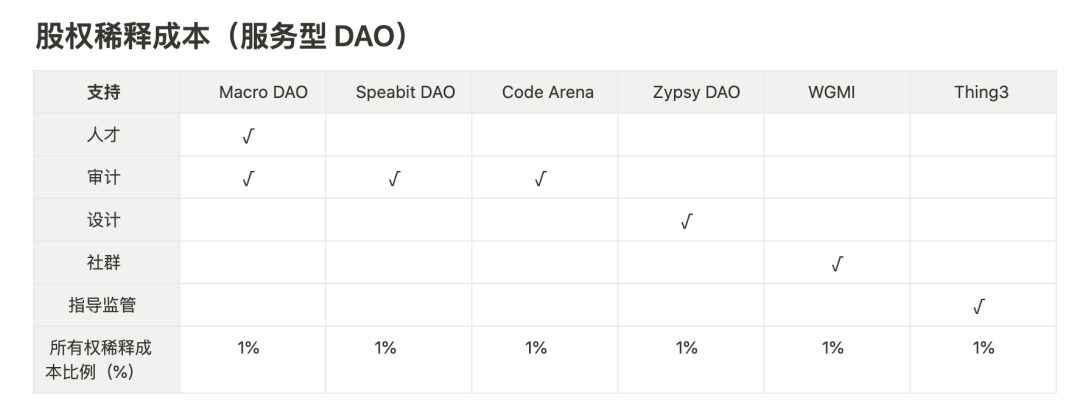 股权稀释成本（服务型 DAO）
支持 Macro DAO Speabit DAO Code Arena Zypsy DAO WGMI Thing3
人才 √
审计 √ √ √
设计 √
社群 √
指导监管 √
所有权稀释成 1% 1% 1% 1% 1% 1%
本比例（%）